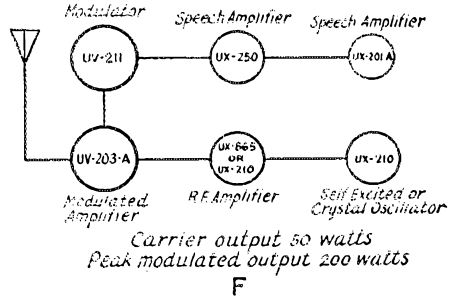 Modulator
Speech Amplifier
Speech Amplifier
UV-211
UX-250
UX-201A
UV-203-A
UX-865
OR
UX-210
UX-210
Modulated
Amplifier
R.F. Amplifier
Self Excited or
Crystal Oscillator
Carrier output 50 watts
Peak modulated output 200 watts
F